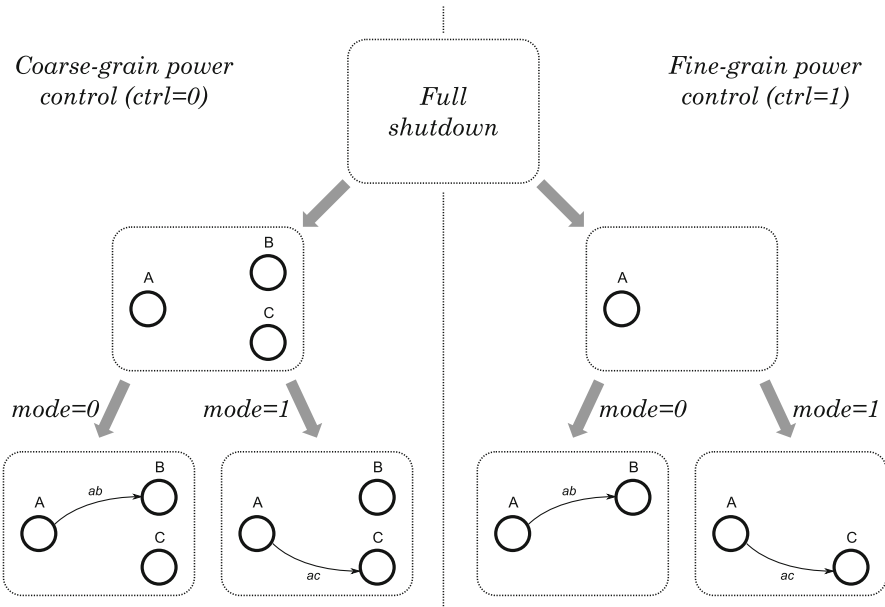 Coarse-grain power
control (ctrl=0)
Full
shutdown
Fine-grain power
control (ctrl=1)
A
B
C
A
mode=0
mode=1
mode=0
mode=1
A
ab
B
C
A
B
ac
C
A
ab
B
A
ac
C